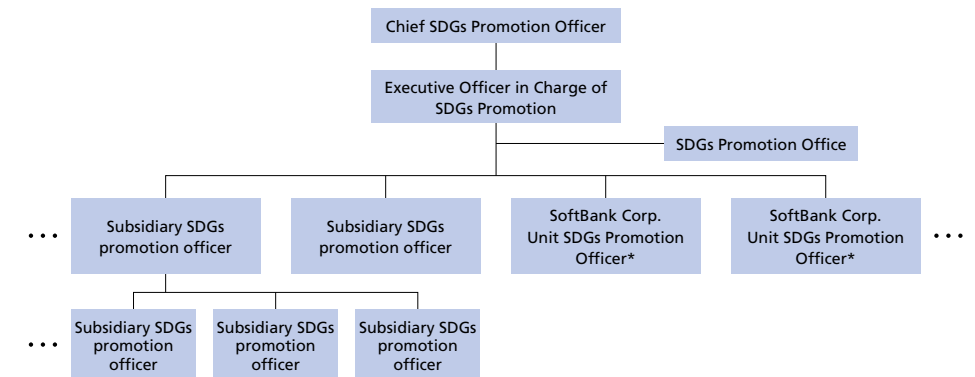 Chief SDGs Promotion Officer
Executive Officer in Charge of
SDGs Promotion
SDGs Promotion Office
Subsidiary SDGs
promotion officer
Subsidiary SDGs
promotion officer
SoftBank Corp.
Unit SDGs Promotion
Officer*
SoftBank Corp.
Unit SDGs Promotion
Officer*
Subsidiary SDGs
promotion
officer
Subsidiary SDGs
promotion
officer
Subsidiary SDGs
promotion
officer